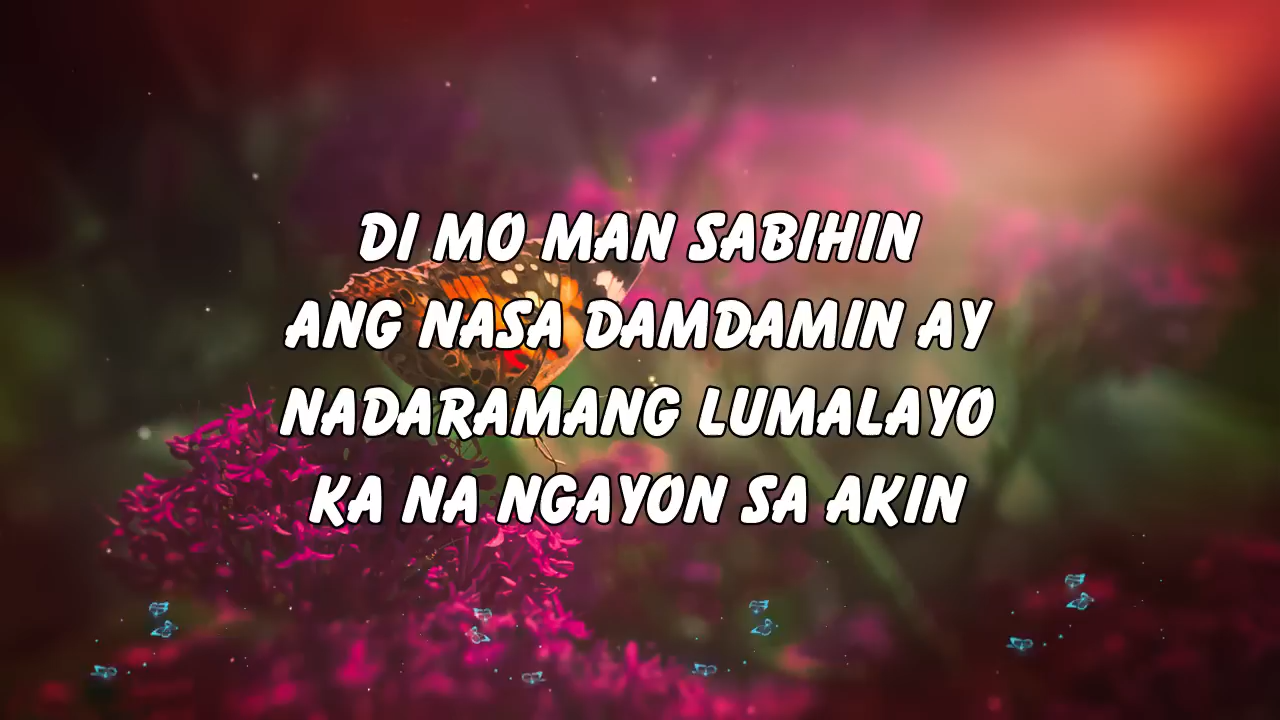 DI MO MAN SABIHIN
ANG NASA DAMDAMIN AY
NADARAMANG LUMALAYO
KA NA NGAYON SA AKIN